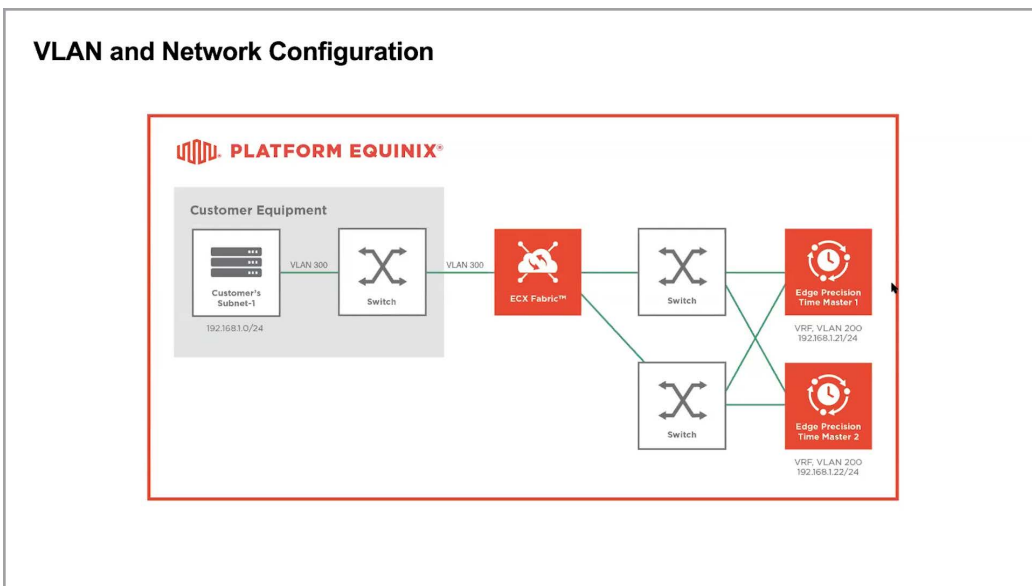 VLAN and Network Configuration
PLATFORM EQUINIX®
Customer Equipment
Customer's
Subnet-1
192.168.1.0/24
VLAN 300
Switch
VLAN 300
ECX Fabric™
Switch
Edge Precision
Time Master 1
VRF, VLAN 200
192.168.1.21/24
Switch
Edge Precision
Time Master 2
VRF, VLAN 200
192.168.1.22/24